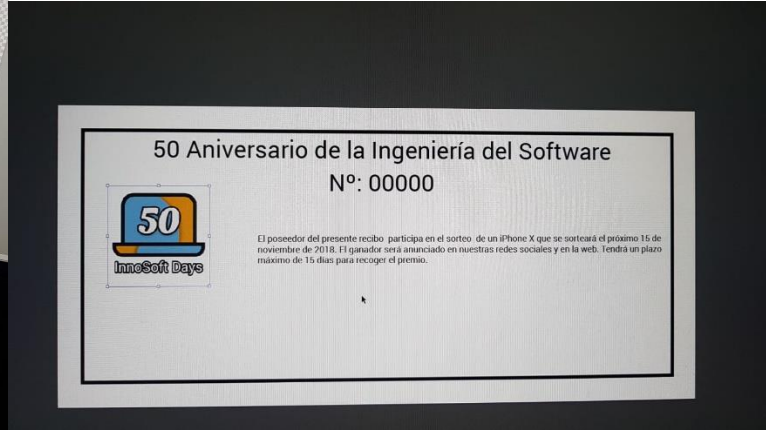 50 Aniversario de la Ingeniería del Software
Nº: 00000
50
InnoSoft Days
El poseedor del presente recibo participa en el sorteo de un iPhone X que se sorteará el próximo 15 de
noviembre de 2018. El ganador será anunciado en nuestras redes sociales y en la web. Tendrá un plazo
máximo de 15 días para recoger el premio.